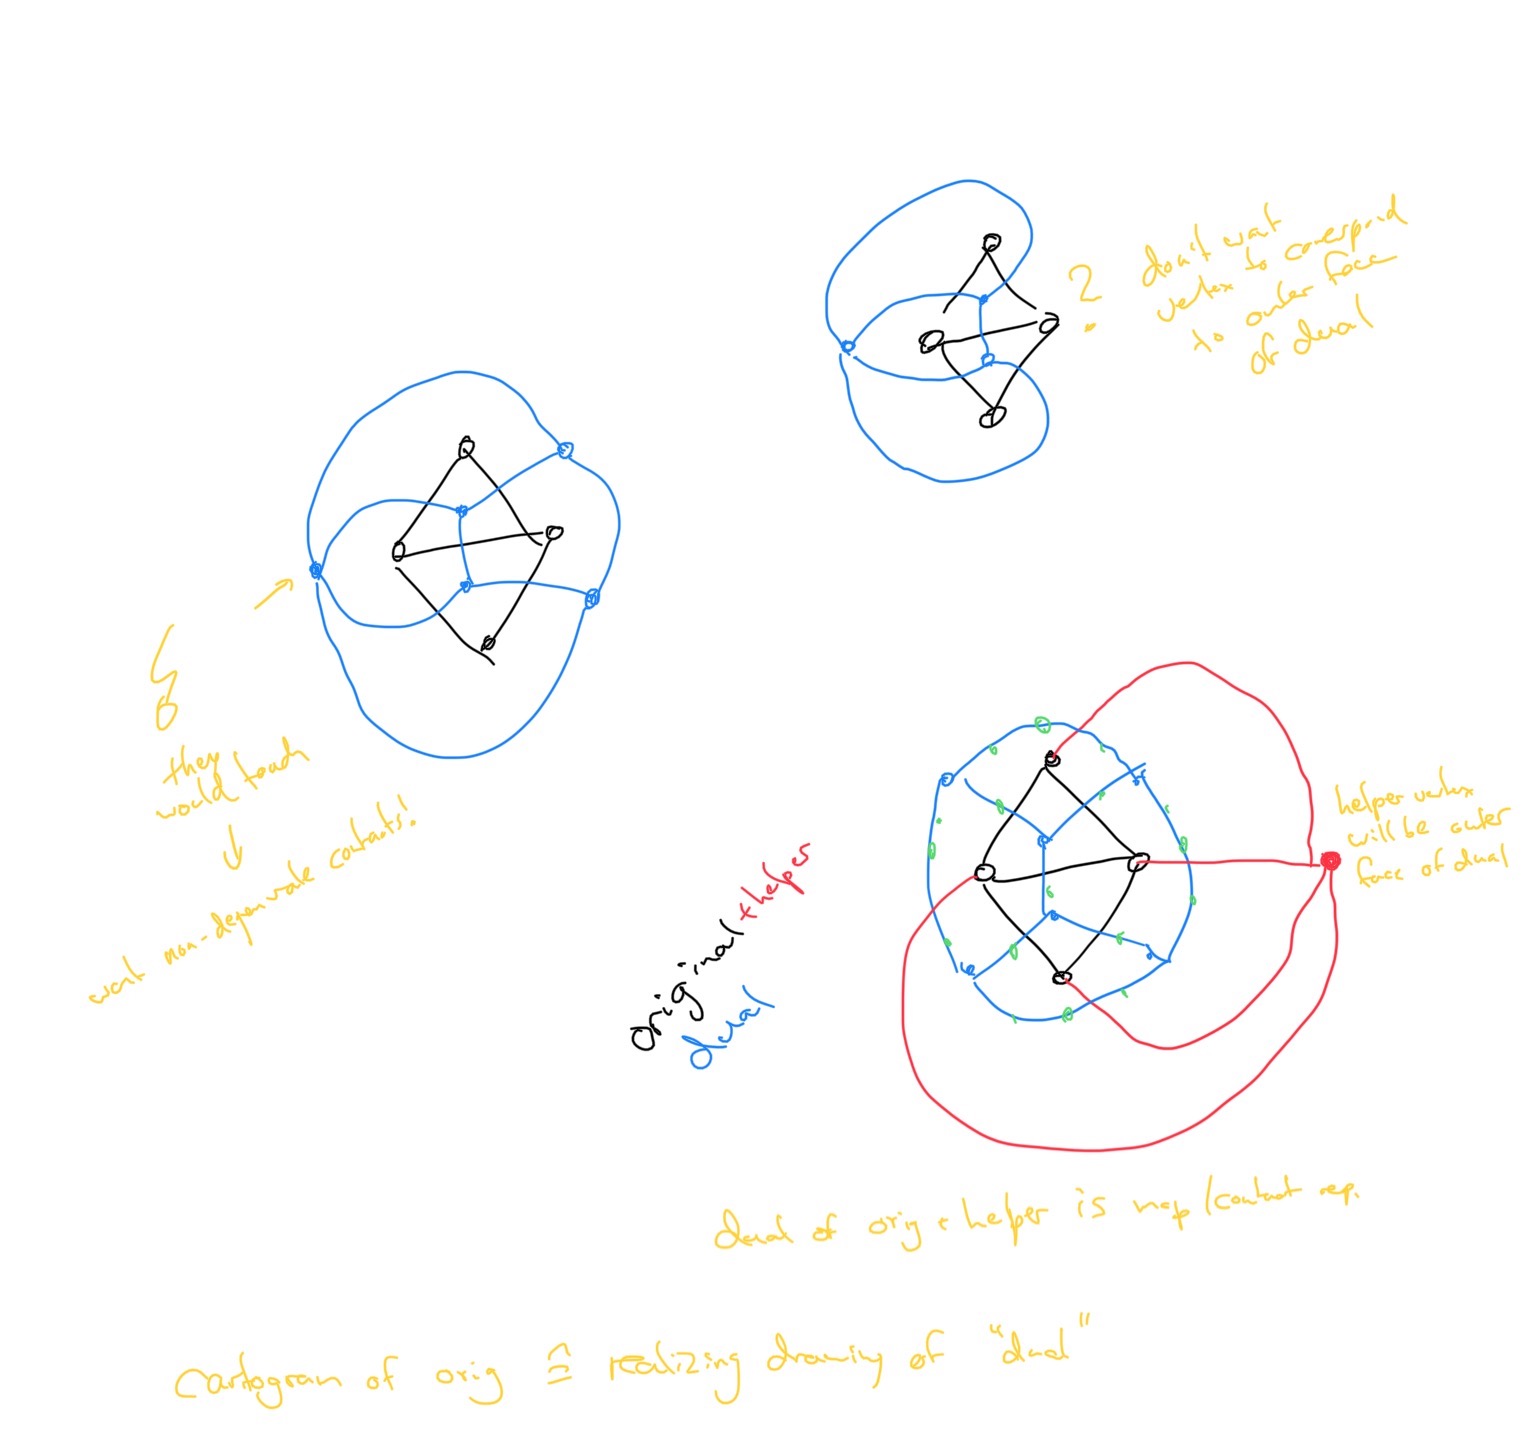 ?
don't want
vertex to correspond
to outer face
of dual
they
would touch
want non-degenerate contacts!
original + helper
dual
helper vertex
will be outer
face of dual
dual of orig + helper is map/contact rep.
Cartogram of orig ≙ realizing drawing of "dual"